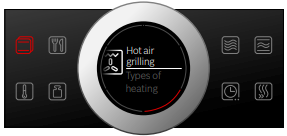 Hot air
grilling
Types of
heating